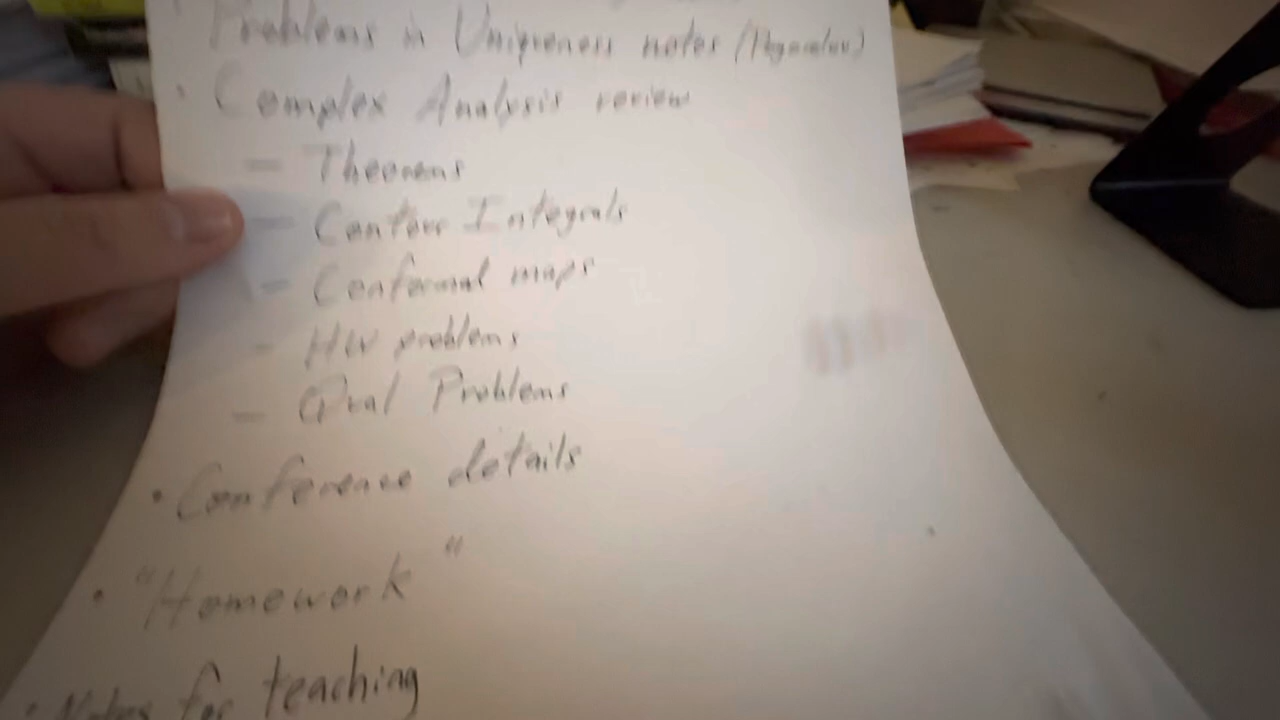 Problems in Uniqueness notes
• Complex Analysis review
- Theorems
- Contour Integrals
- Conformal maps
- HW problems
- Qual Problems
• Conference details
• "Homework"
• Notes for teaching